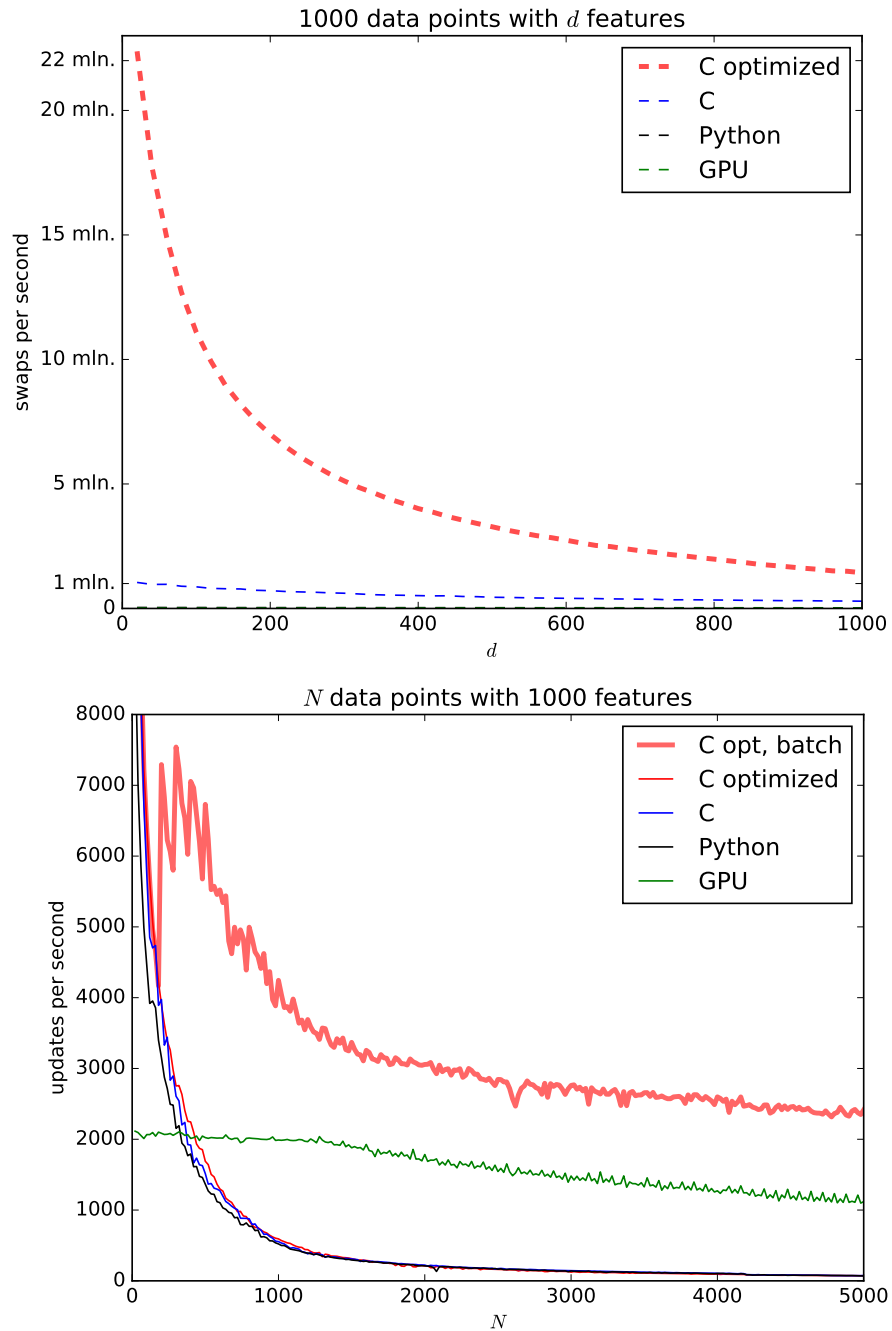 1000 data points with d features
22 mln.
20 mln.
15 mln.
10 mln.
5 mln.
1 mln.
0
swaps per second
C optimized
C
Python
GPU
0 200 400 600 800 1000
d
N data points with 1000 features
8000
7000
6000
5000
4000
3000
2000
1000
0
updates per second
C opt, batch
C optimized
C
Python
GPU
0 1000 2000 3000 4000 5000
N